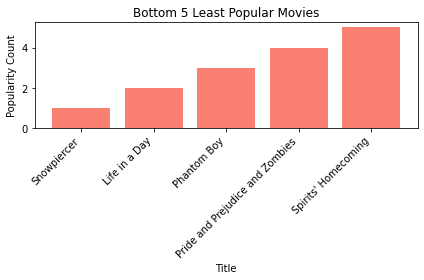 Bottom 5 Least Popular Movies
Popularity Count
4
2
0
Snowpiercer
Life in a Day
Phantom Boy
Pride and Prejudice and Zombies
Spirits' Homecoming
Title